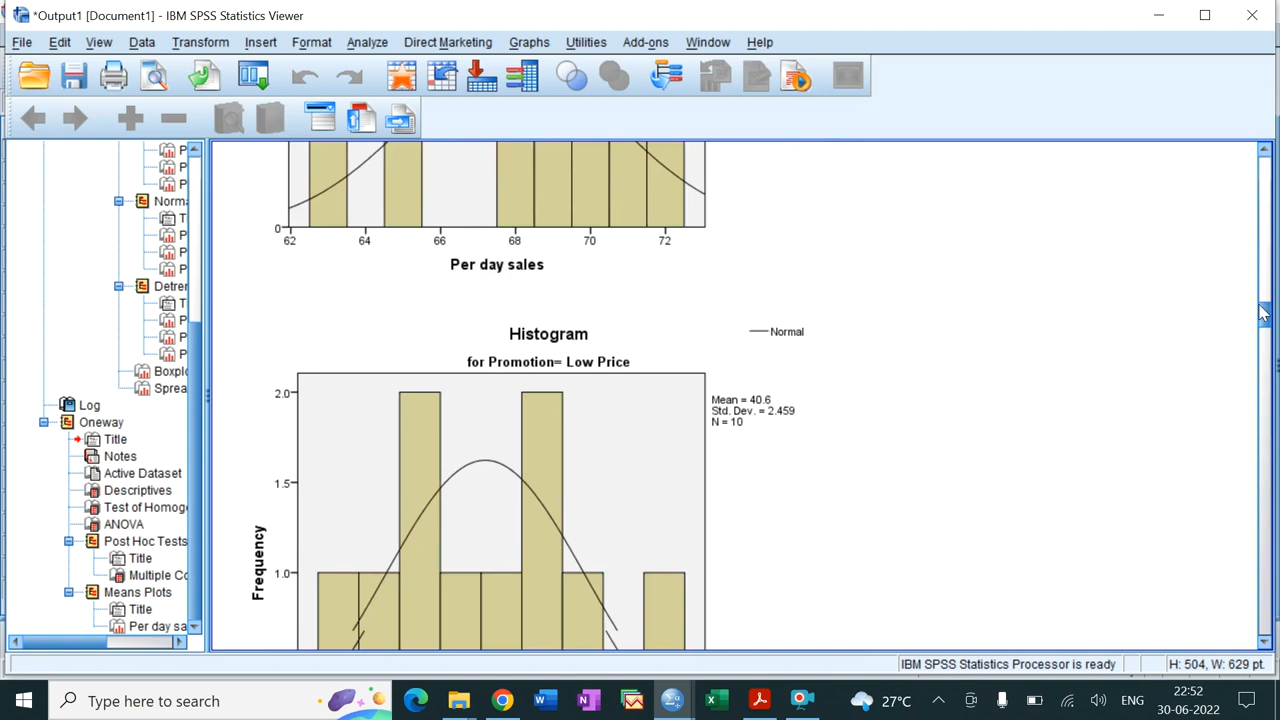 *Output1 [Document1] - IBM SPSS Statistics Viewer
File Edit View Data Transform Insert Format Analyze Direct Marketing Graphs Utilities Add-ons Window Help
P
P
P
Norma
T
P
P
P
Detre
T
P
P
P
Boxplo
Sprea
Log
Oneway
Title
Notes
Active Dataset
Descriptives
Test of Homoge
ANOVA
Post Hoc Tests
Title
Multiple Co
Means Plots
Title
Per day sa
0
62 64 66 68 70 72
Per day sales
Histogram
Normal
for Promotion= Low Price
Mean = 40.6
Std. Dev. = 2.459
N = 10
2.0
1.5
1.0
Frequency
IBM SPSS Statistics Processor is ready
H: 504, W: 629 pt.
Type here to search
27°C
ENG
22:52
30-06-2022